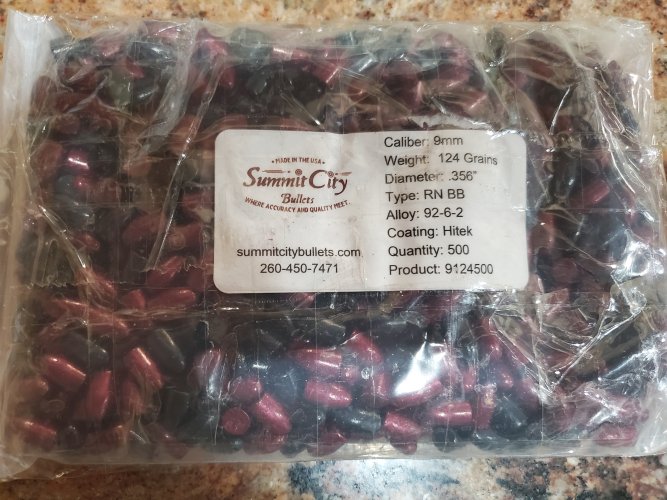 • MADE IN THE USA •
Summit City
Bullets
WHERE ACCURACY AND QUALITY MEET.
summitcitybullets.com
260-450-7471
Caliber: 9mm
Weight: 124 Grains
Diameter: .356"
Type: RN BB
Alloy: 92-6-2
Coating: Hitek
Quantity: 500
Product: 9124500